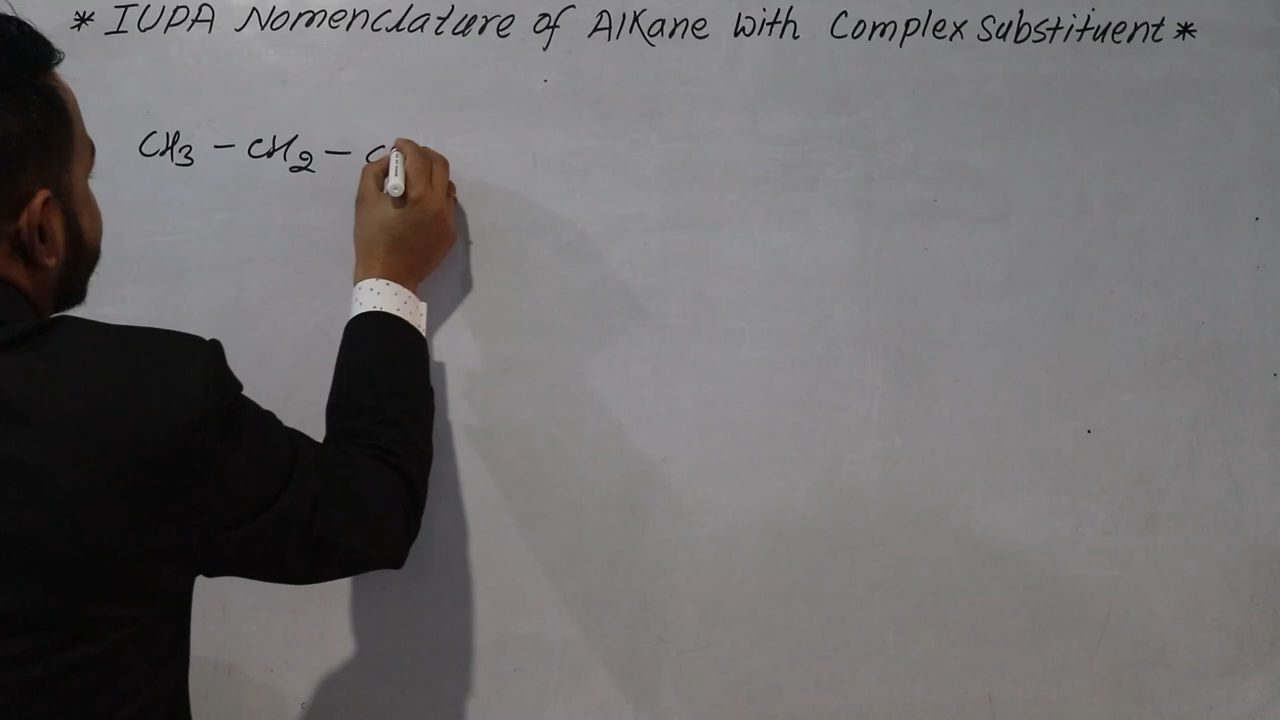 * IUPA Nomenclature of Alkane with Complex Substituent *
CH3 - CH2 - C